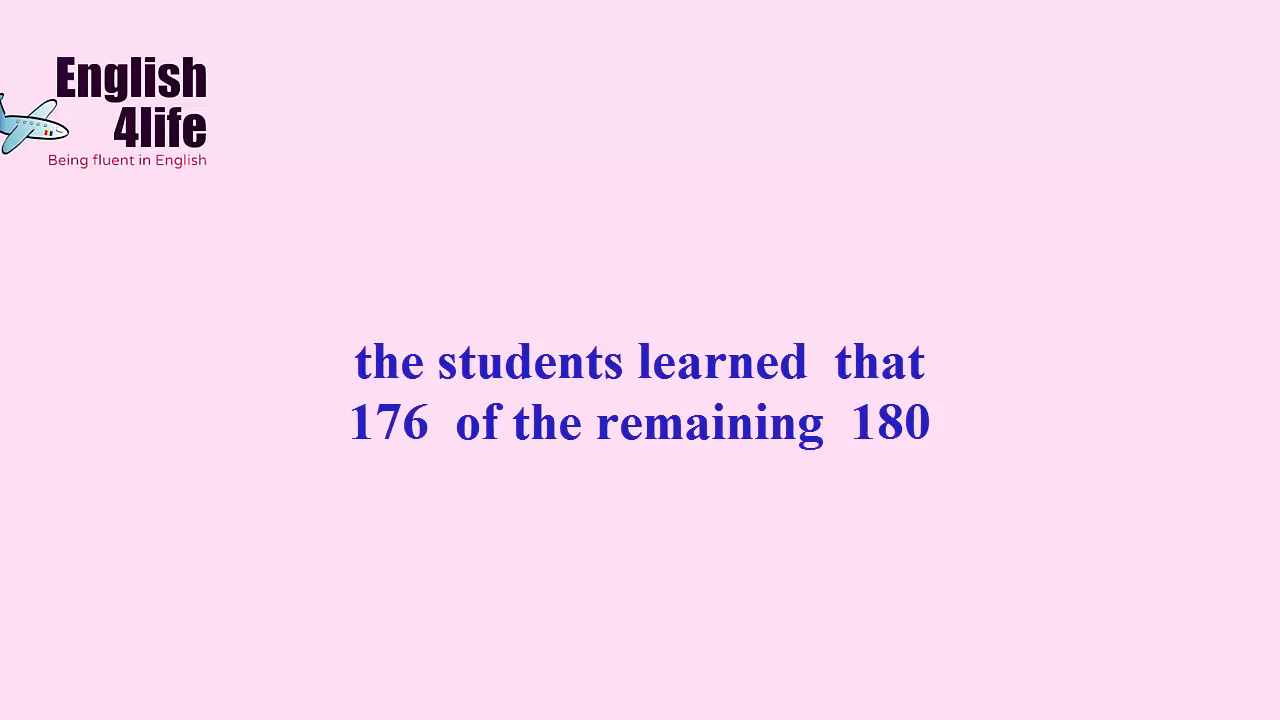 English
4life
Being fluent in English
the students learned  that
176  of the remaining  180